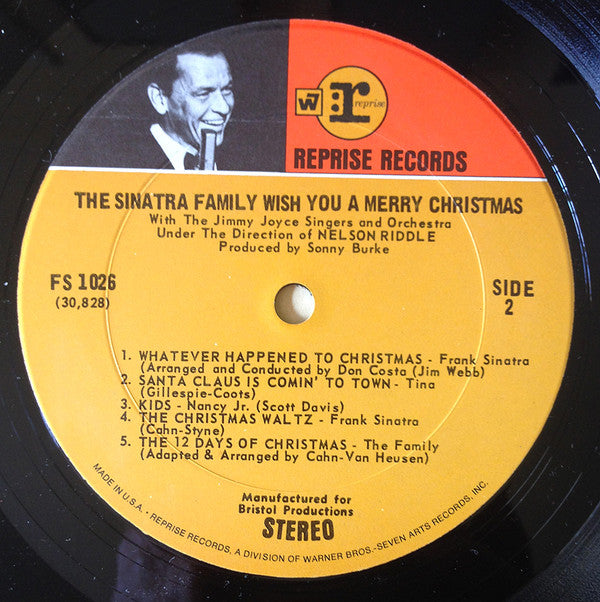 W7 r reprise
REPRISE RECORDS
THE SINATRA FAMILY WISH YOU A MERRY CHRISTMAS
With The Jimmy Joyce Singers and Orchestra
Under The Direction of NELSON RIDDLE
Produced by Sonny Burke
FS 1026
(30,828)
SIDE
2
1. WHATEVER HAPPENED TO CHRISTMAS - Frank Sinatra
(Arranged and Conducted by Don Costa (Jim Webb)
2. SANTA CLAUS IS COMIN' TO TOWN - Tina
(Gillespie-Coots)
3. KIDS - Nancy Jr. (Scott Davis)
4. THE CHRISTMAS WALTZ - Frank Sinatra
(Cahn-Styne)
5. THE 12 DAYS OF CHRISTMAS - The Family
(Adapted & Arranged by Cahn-Van Heusen)
Manufactured for
Bristol Productions
STEREO
MADE IN U.S.A. • REPRISE RECORDS, A DIVISION OF WARNER BROS.-SEVEN ARTS RECORDS, INC.